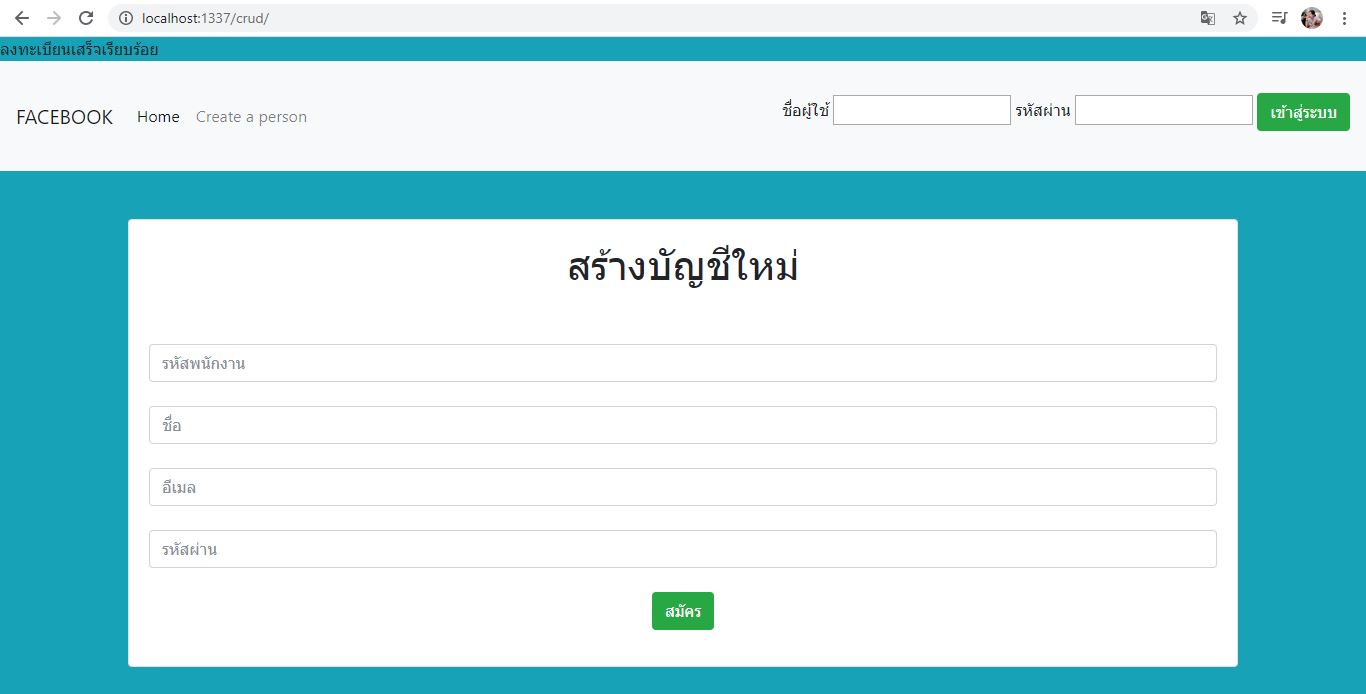 localhost:1337/crud/
ลงทะเบียนเสร็จเรียบร้อย
FACEBOOK Home Create a person ชื่อผู้ใช้ รหัสผ่าน เข้าสู่ระบบ
สร้างบัญชีใหม่
รหัสพนักงาน
ชื่อ
อีเมล
รหัสผ่าน
สมัคร